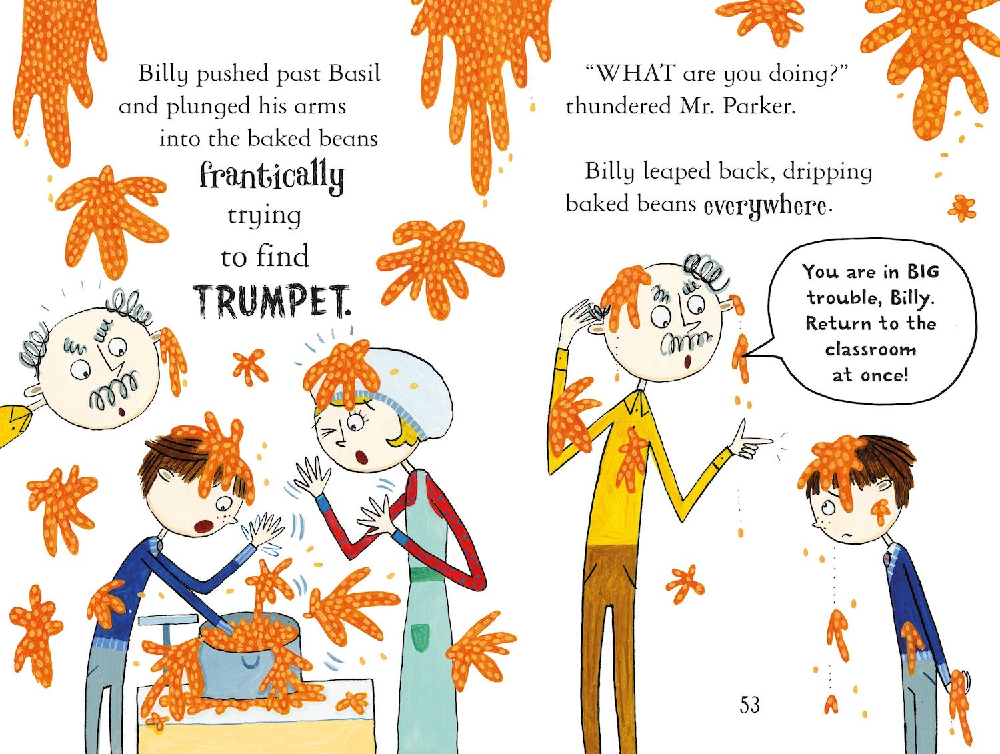 Billy pushed past Basil
and plunged his arms
into the baked beans
frantically
trying
to find
TRUMPET.
“WHAT are you doing?”
thundered Mr. Parker.
Billy leaped back, dripping
baked beans everywhere.
You are in BIG
trouble, Billy.
Return to the
classroom
at once!
53